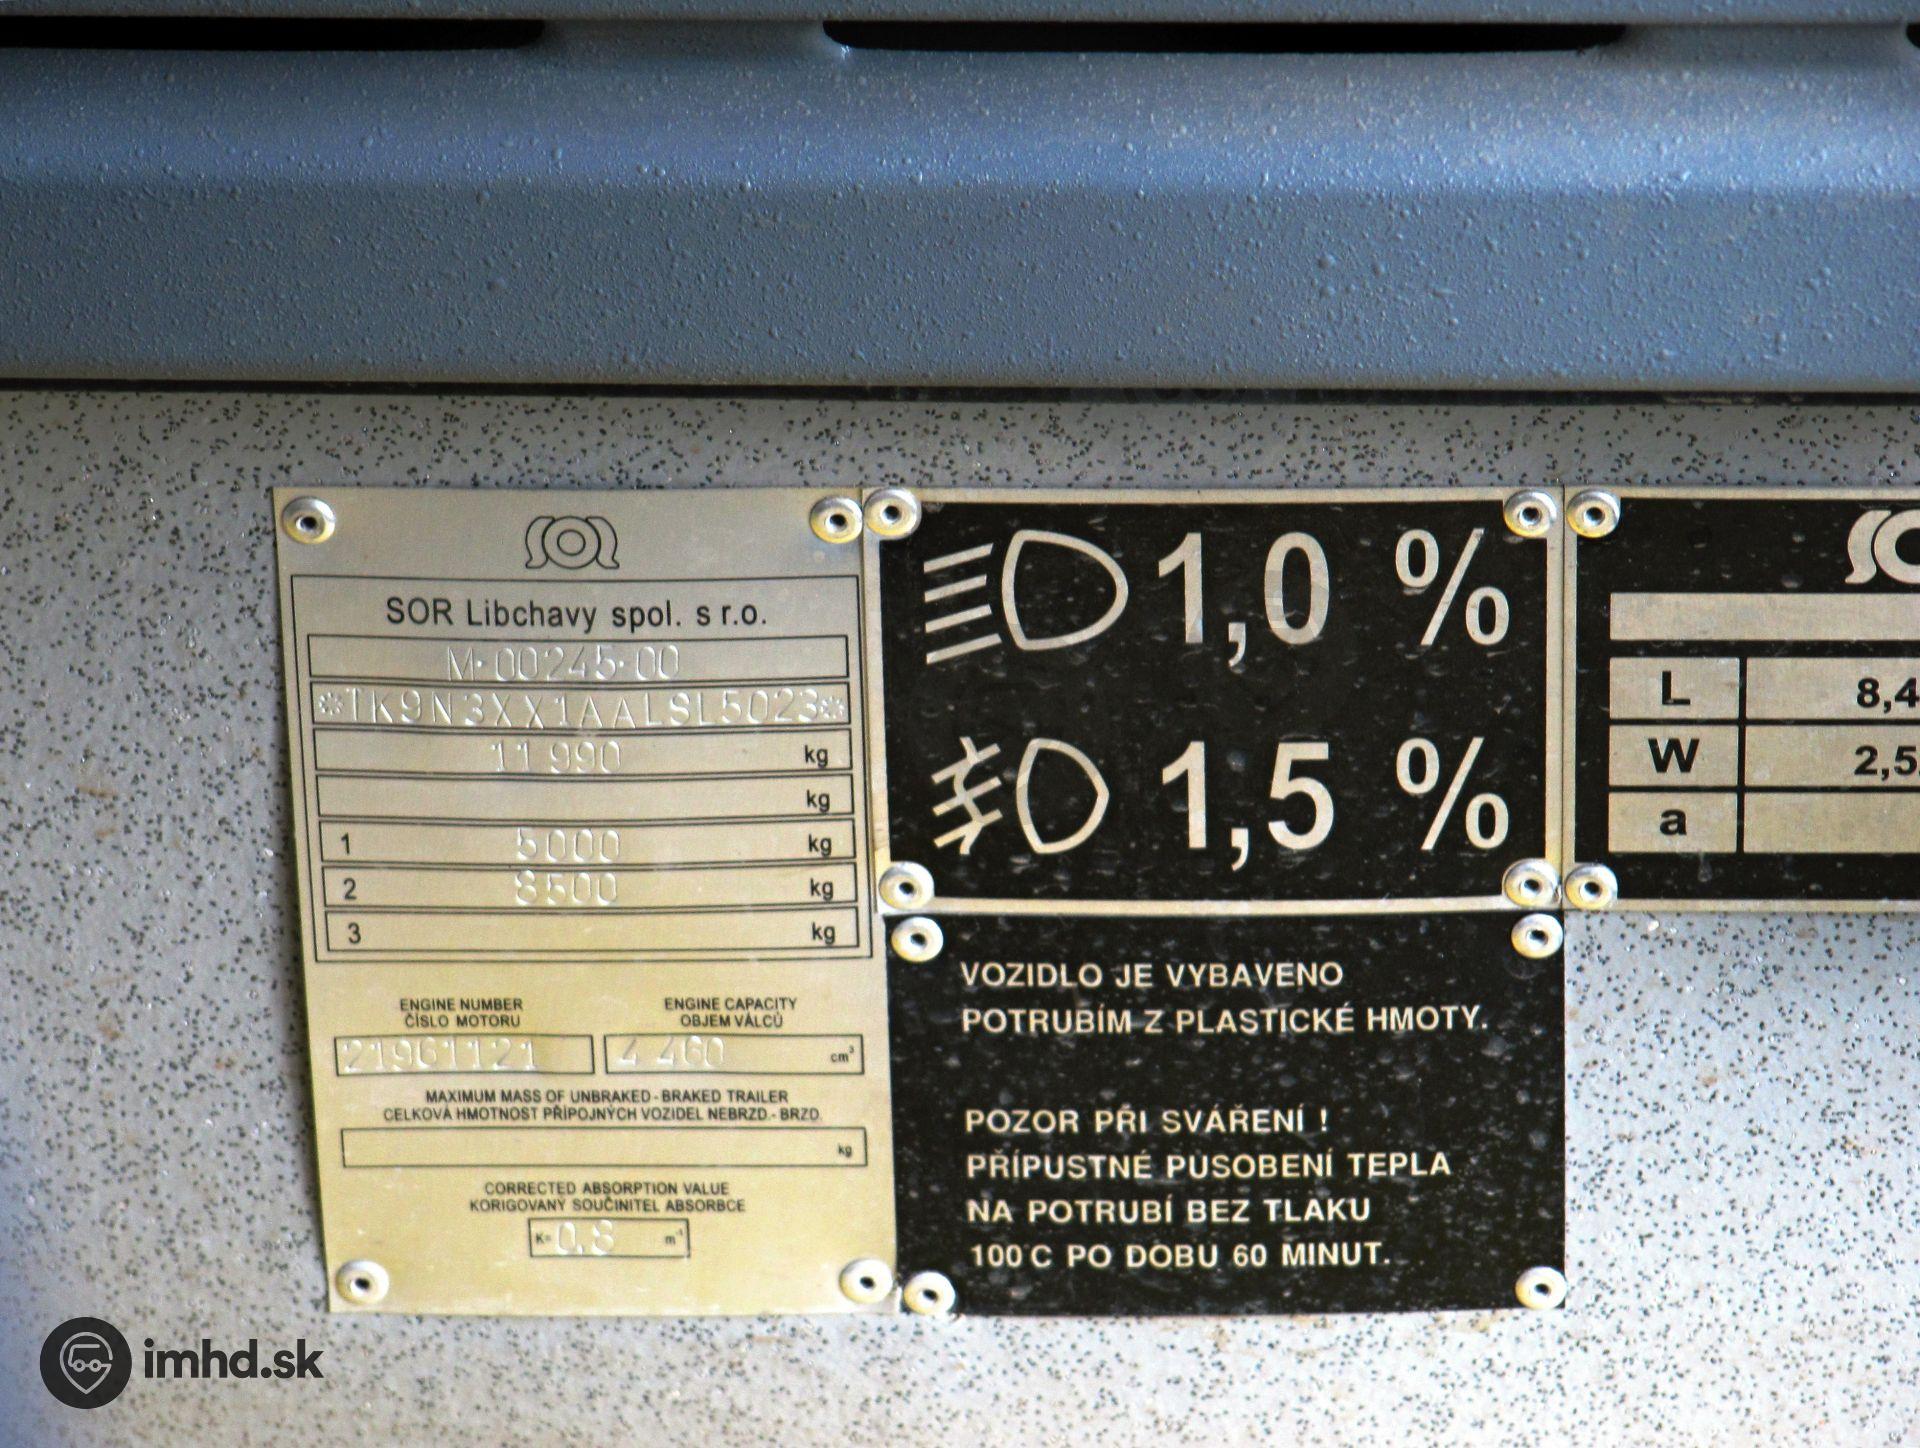 SOR Libchavy spol. s r.o.
M·00245·00
*TK9N3XX1AALSL5023*
11 990 kg
kg
1 5000 kg
2 8500 kg
3 kg
ENGINE NUMBER
ČÍSLO MOTORU
21961121
ENGINE CAPACITY
OBJEM VÁLCŮ
4 460 cm³
MAXIMUM MASS OF UNBRAKED - BRAKED TRAILER
CELKOVÁ HMOTNOST PŘÍPOJNÝCH VOZIDEL NEBRZD.- BRZD.
kg
CORRECTED ABSORPTION VALUE
KORIGOVANÝ SOUČINITEL ABSORBCE
K= 0.8 m⁻¹
1,0 %
1,5 %
VOZIDLO JE VYBAVENO
POTRUBÍM Z PLASTICKÉ HMOTY.
POZOR PŘI SVÁŘENÍ !
PŘÍPUSTNÉ PUSOBENÍ TEPLA
NA POTRUBÍ BEZ TLAKU
100°C PO DOBU 60 MINUT.
L 8,4
W 2,5
a
imhd.sk